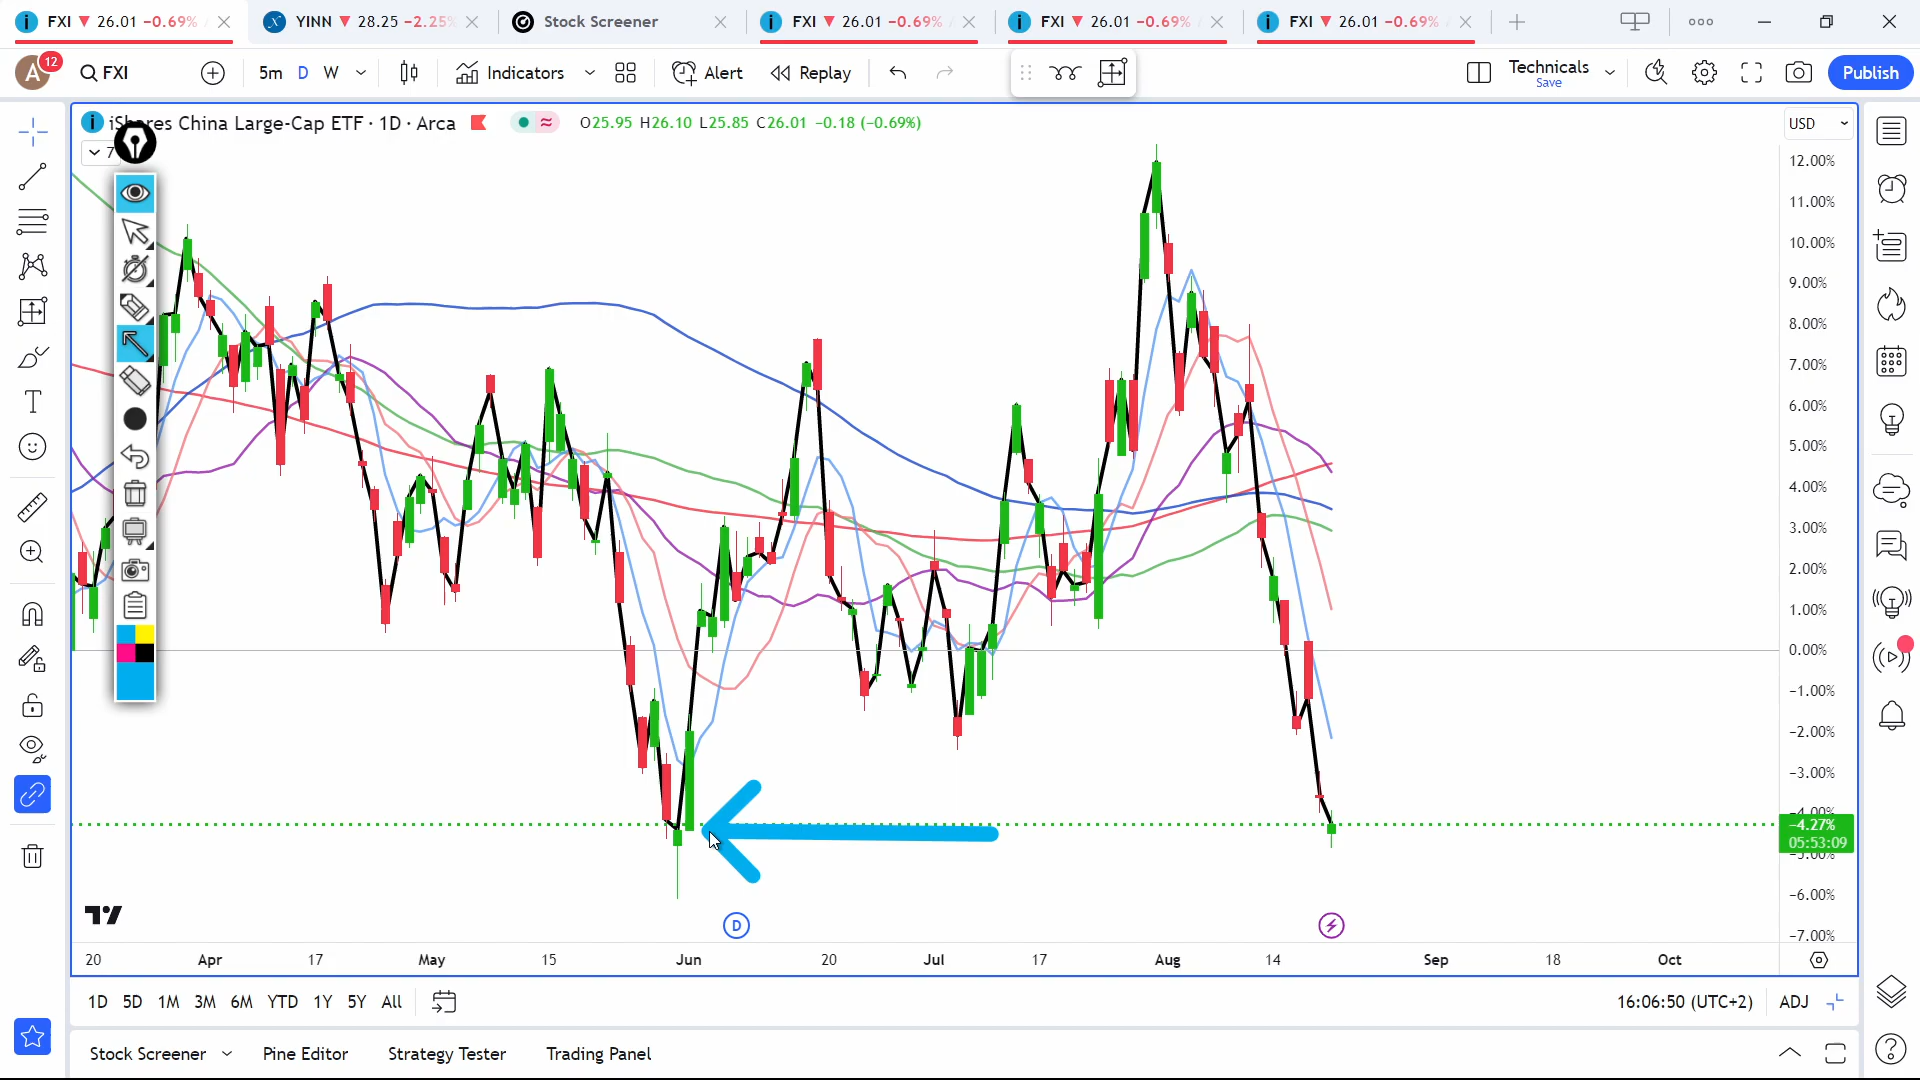 FXI ▼ 26.01 −0.69%
YINN ▼ 28.25 −2.25%
Stock Screener
FXI ▼ 26.01 −0.69%
FXI ▼ 26.01 −0.69%
FXI ▼ 26.01 −0.69%
A 12
FXI
5m D W
Indicators
Alert
Replay
Technicals
Save
Publish
iShares China Large-Cap ETF · 1D · Arca
O25.95 H26.10 L25.85 C26.01 −0.18 (−0.69%)
USD
7
12.00%
11.00%
10.00%
9.00%
8.00%
7.00%
6.00%
5.00%
4.00%
3.00%
2.00%
1.00%
0.00%
−1.00%
−2.00%
−3.00%
−4.00%
−4.27%
05:53:09
−5.00%
−6.00%
−7.00%
D
20 Apr 17 May 15 Jun 20 Jul 17 Aug 14 Sep 18 Oct
1D 5D 1M 3M 6M YTD 1Y 5Y All
16:06:50 (UTC+2) ADJ
Stock Screener Pine Editor Strategy Tester Trading Panel